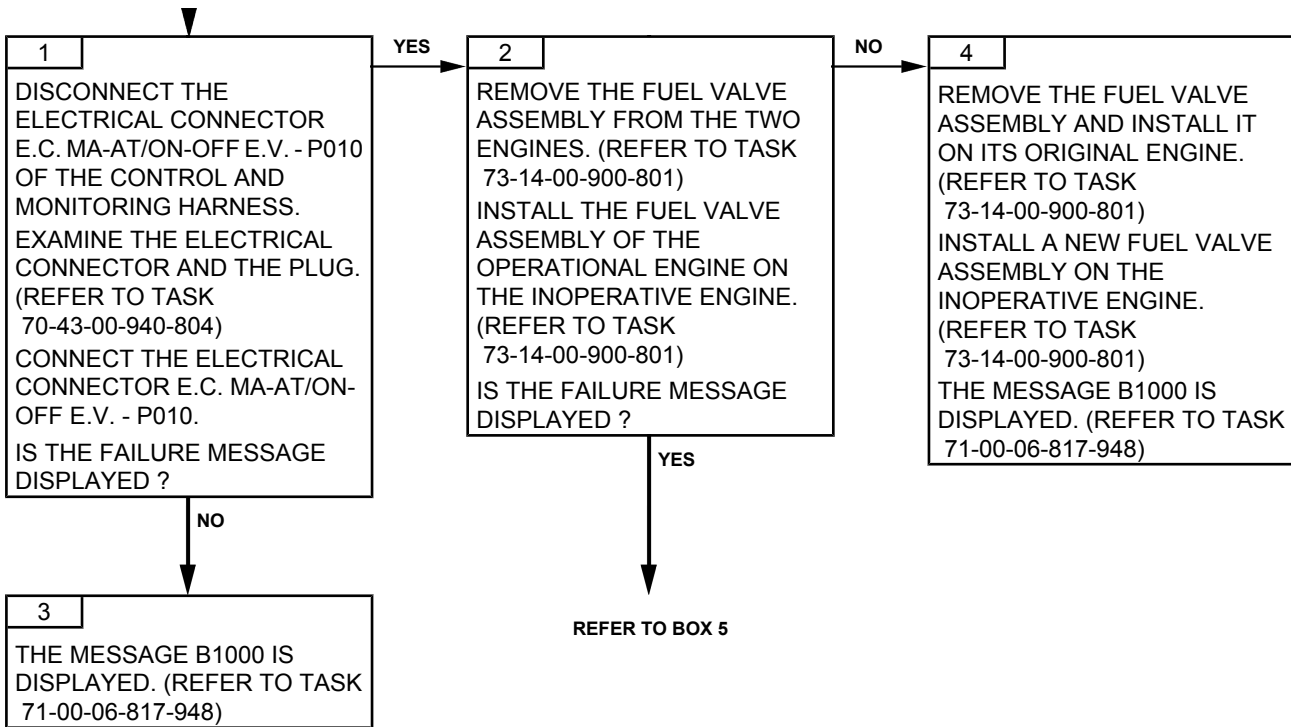 1
DISCONNECT THE
ELECTRICAL CONNECTOR
E.C. MA-AT/ON-OFF E.V. - P010
OF THE CONTROL AND
MONITORING HARNESS.
EXAMINE THE ELECTRICAL
CONNECTOR AND THE PLUG.
(REFER TO TASK
70-43-00-940-804)
CONNECT THE ELECTRICAL
CONNECTOR E.C. MA-AT/ON-
OFF E.V. - P010.
IS THE FAILURE MESSAGE
DISPLAYED ?
YES
2
REMOVE THE FUEL VALVE
ASSEMBLY FROM THE TWO
ENGINES. (REFER TO TASK
73-14-00-900-801)
INSTALL THE FUEL VALVE
ASSEMBLY OF THE
OPERATIONAL ENGINE ON
THE INOPERATIVE ENGINE.
(REFER TO TASK
73-14-00-900-801)
IS THE FAILURE MESSAGE
DISPLAYED ?
NO
4
REMOVE THE FUEL VALVE
ASSEMBLY AND INSTALL IT
ON ITS ORIGINAL ENGINE.
(REFER TO TASK
73-14-00-900-801)
INSTALL A NEW FUEL VALVE
ASSEMBLY ON THE
INOPERATIVE ENGINE.
(REFER TO TASK
73-14-00-900-801)
THE MESSAGE B1000 IS
DISPLAYED. (REFER TO TASK
71-00-06-817-948)
NO
YES
3
THE MESSAGE B1000 IS
DISPLAYED. (REFER TO TASK
71-00-06-817-948)
REFER TO BOX 5